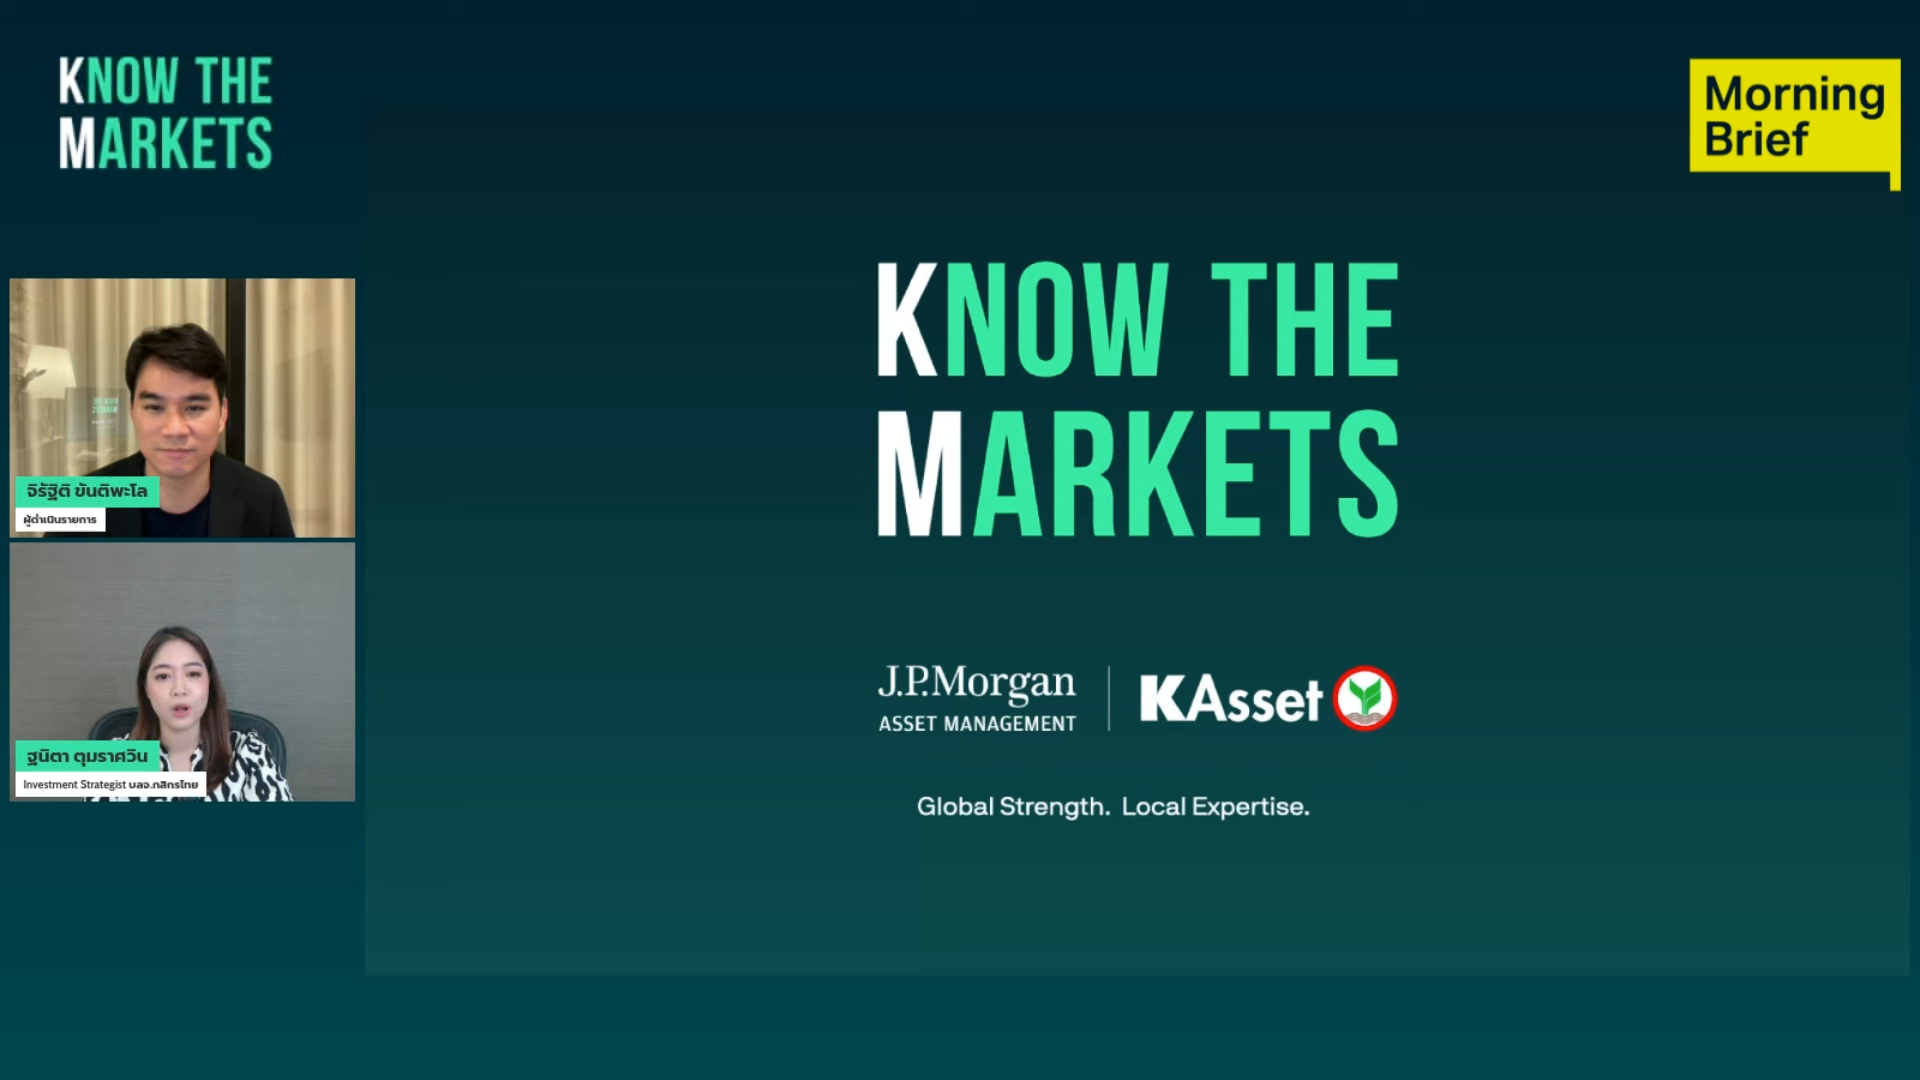 KNOW THE
MARKETS
Morning
Brief
จิรัฐิติ ขันติพะโล
ผู้ดำเนินรายการ
ฐนิตา ตุมราศวิน
Investment Strategist บลจ.กสิกรไทย
KNOW THE
MARKETS
J.P.Morgan
ASSET MANAGEMENT
KAsset
Global Strength. Local Expertise.